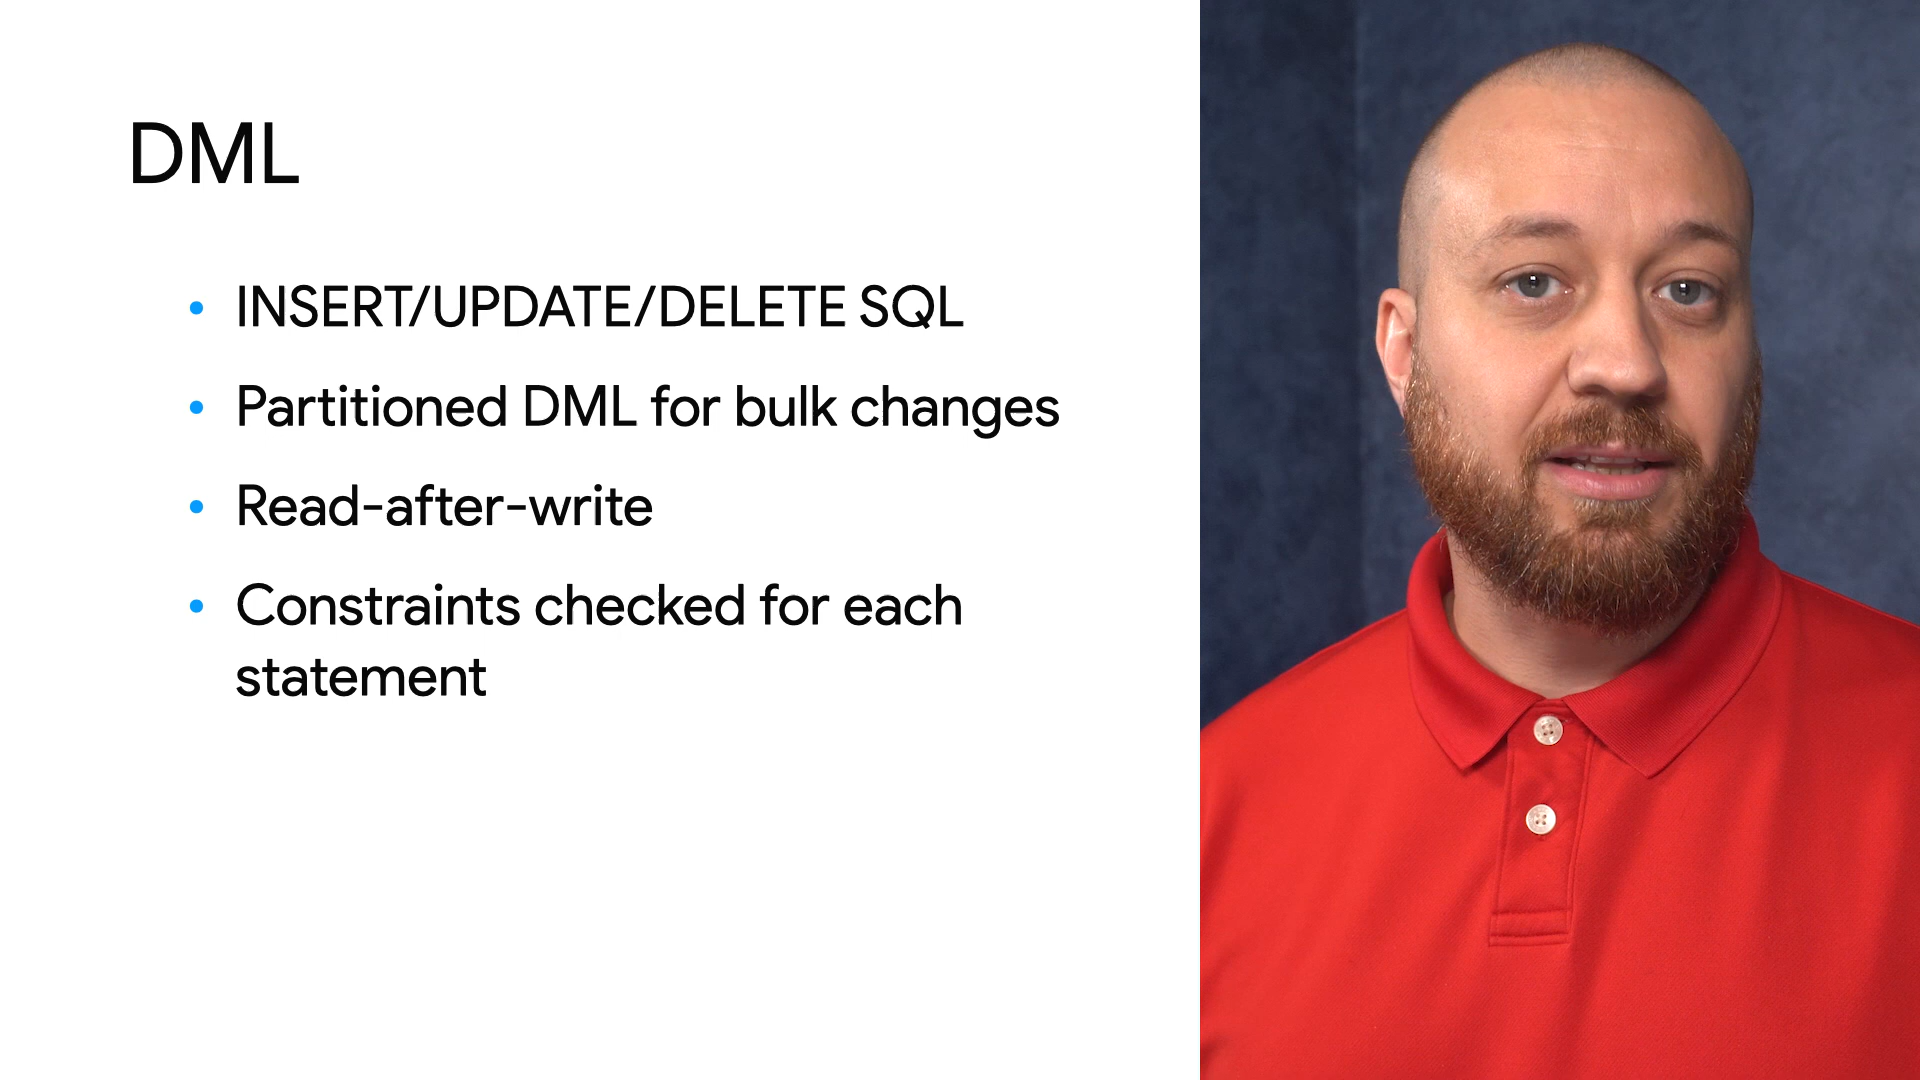 DML
• INSERT/UPDATE/DELETE SQL
• Partitioned DML for bulk changes
• Read-after-write
• Constraints checked for each
statement